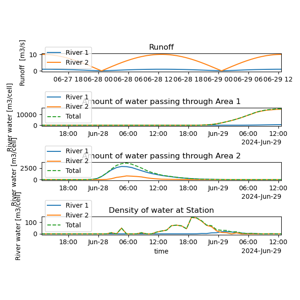 Runoff
Runoff [m3/s]
10
0
River 1
River 2
06-27 18
06-28 00
06-28 06
06-28 12
06-28 18
06-29 00
06-29 06
06-29 12
mount of water passing through Area 1
River water [m3/cell]
10000
0
River 1
River 2
Total
18:00
Jun-28
06:00
12:00
18:00
Jun-29
06:00
12:00
2024-Jun-29
mount of water passing through Area 2
River water [m3/cell]
2500
0
River 1
River 2
Total
18:00
Jun-28
06:00
12:00
18:00
Jun-29
06:00
12:00
2024-Jun-29
Density of water at Station
River water [m3/cell]
100
0
River 1
River 2
Total
18:00
Jun-28
06:00
12:00
18:00
Jun-29
06:00
12:00
time
2024-Jun-29